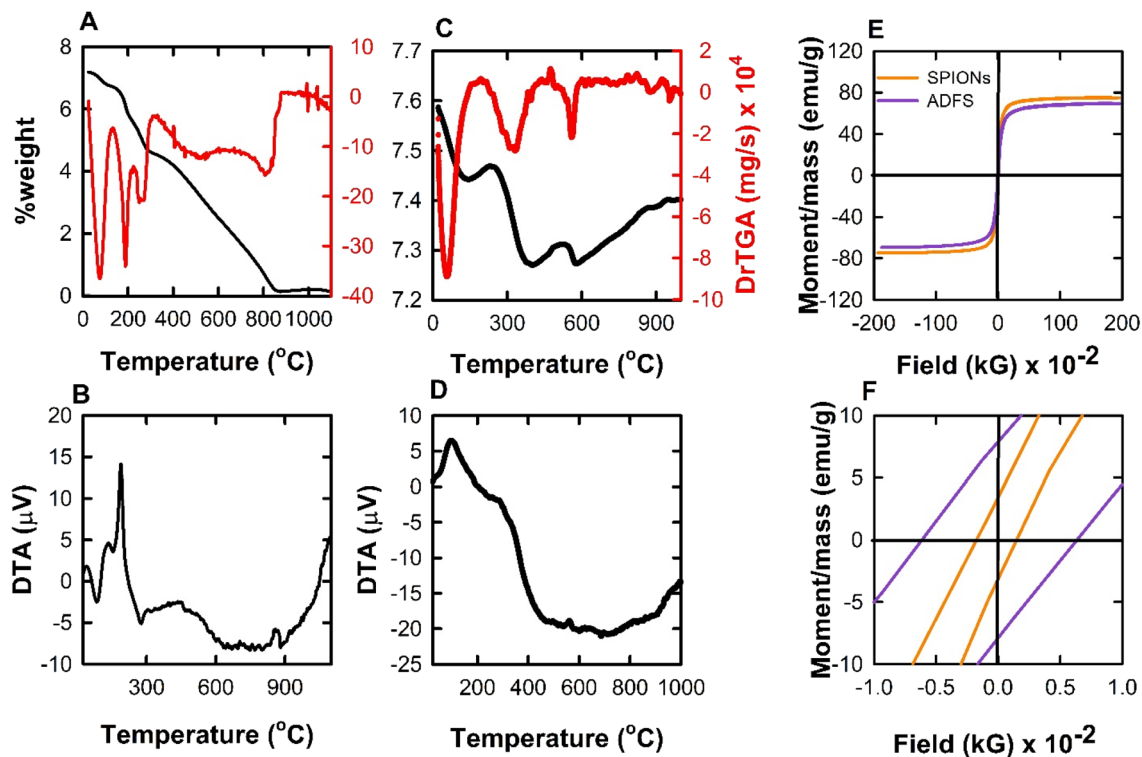 A
8
6
4
2
0
%weight
10
0
-10
-20
-30
-40
0 200 400 600 800 1000
Temperature (°C)
C
7.7
7.6
7.5
7.4
7.3
7.2
2
0
-2
-4
-6
-8
-10
DrTGA (mg/s) x 10⁴
0 300 600 900
Temperature (°C)
E
SPIONs
ADFS
Moment/mass (emu/g)
120
80
40
0
-40
-80
-120
-200 -100 0 100 200
Field (kG) x 10⁻²
B
20
15
10
5
0
-5
-10
DTA (μV)
300 600 900
Temperature (°C)
D
15
10
5
0
-5
-10
-15
-20
-25
DTA (μV)
200 400 600 800 1000
Temperature (°C)
F
Moment/mass (emu/g)
10
5
0
-5
-10
-1.0 -0.5 0.0 0.5 1.0
Field (kG) x 10⁻²